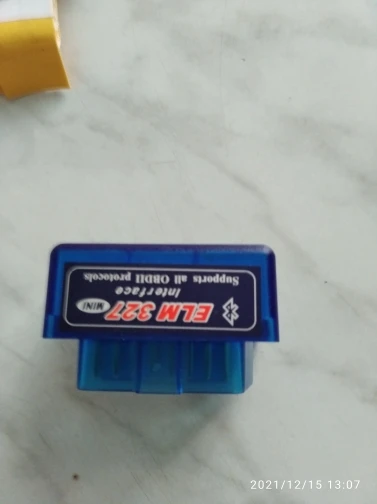 ELM 327 MINI
Interface
Supports all OBDII protocols
2021/12/15 13:07